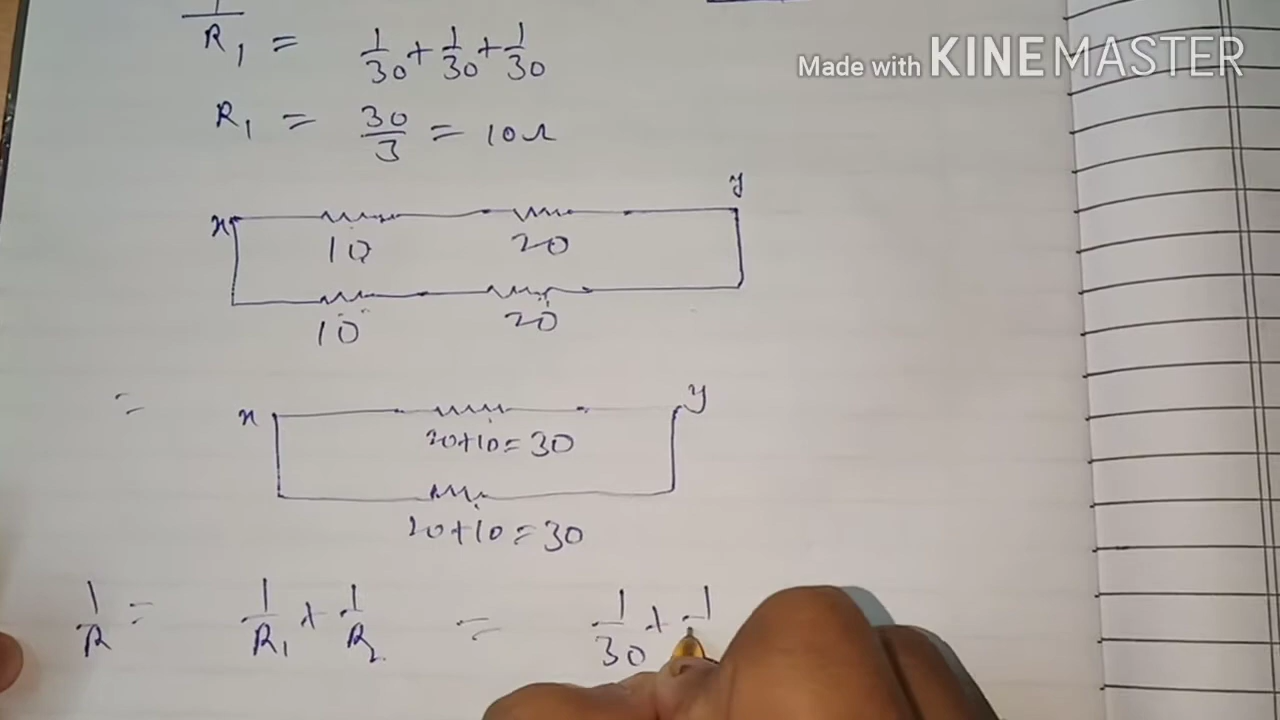 Made with KINEMASTER
1/R1 = 1/30 + 1/30 + 1/30
R1 = 30/3 = 10Ω
x y
10 20
10 20
= x y
20+10=30
20+10=30
1/R = 1/R1 + 1/R2 = 1/30 + 1